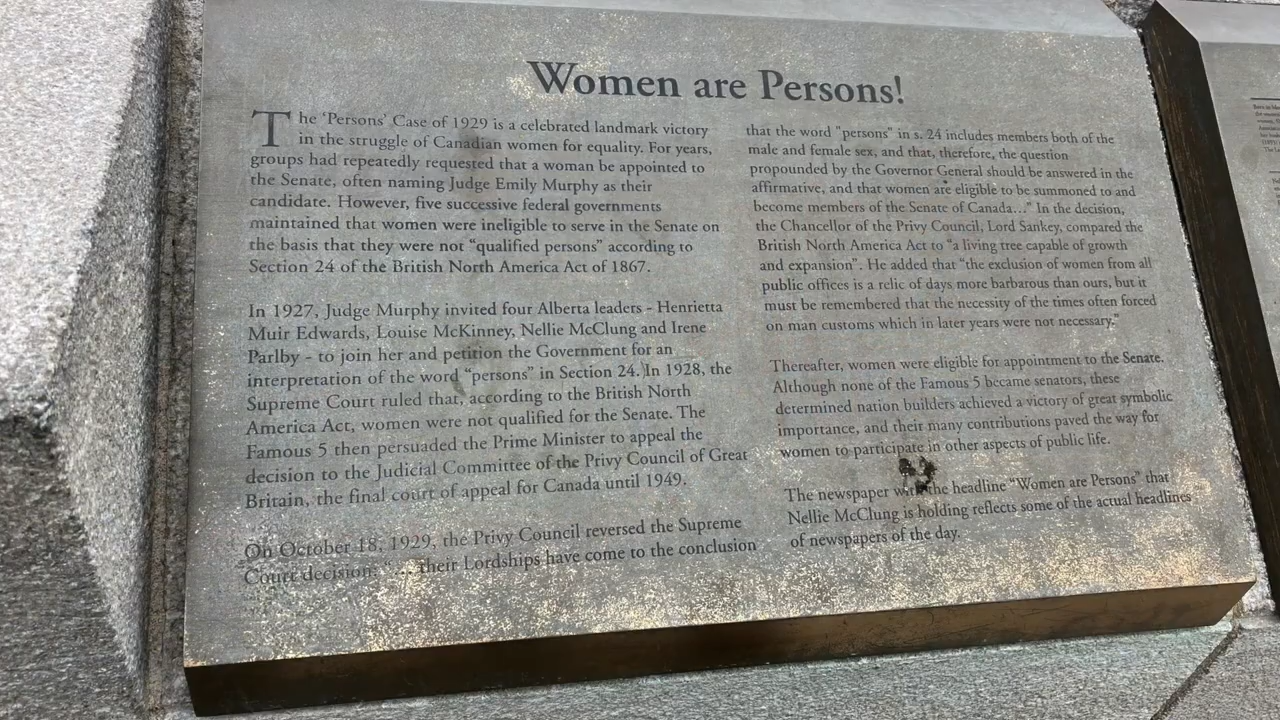 Women are Persons!
The 'Persons' Case of 1929 is a celebrated landmark victory
in the struggle of Canadian women for equality. For years,
groups had repeatedly requested that a woman be appointed to
the Senate, often naming Judge Emily Murphy as their
candidate. However, five successive federal governments
maintained that women were ineligible to serve in the Senate on
the basis that they were not "qualified persons" according to
Section 24 of the British North America Act of 1867.
In 1927, Judge Murphy invited four Alberta leaders - Henrietta
Muir Edwards, Louise McKinney, Nellie McClung and Irene
Parlby - to join her and petition the Government for an
interpretation of the word "persons" in Section 24. In 1928, the
Supreme Court ruled that, according to the British North
America Act, women were not qualified for the Senate. The
Famous 5 then persuaded the Prime Minister to appeal the
decision to the Judicial Committee of the Privy Council of Great
Britain, the final court of appeal for Canada until 1949.
On October 18, 1929, the Privy Council reversed the Supreme
Court decision: "... Their Lordships have come to the conclusion
that the word "persons" in s. 24 includes members both of the
male and female sex, and that, therefore, the question
propounded by the Governor General should be answered in the
affirmative, and that women are eligible to be summoned to and
become members of the Senate of Canada..." In the decision,
the Chancellor of the Privy Council, Lord Sankey, compared the
British North America Act to "a living tree capable of growth
and expansion". He added that "the exclusion of women from all
public offices is a relic of days more barbarous than ours, but it
must be remembered that the necessity of the times often forced
on man customs which in later years were not necessary."
Thereafter, women were eligible for appointment to the Senate.
Although none of the Famous 5 became senators, these
determined nation builders achieved a victory of great symbolic
importance, and their many contributions paved the way for
women to participate in other aspects of public life.
The newspaper with the headline "Women are Persons" that
Nellie McClung is holding reflects some of the actual headlines
of newspapers of the day.